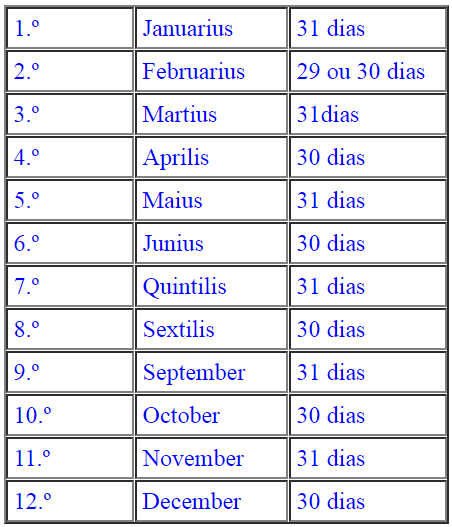 1.º Januarius 31 dias
2.º Februarius 29 ou 30 dias
3.º Martius 31dias
4.º Aprilis 30 dias
5.º Maius 31 dias
6.º Junius 30 dias
7.º Quintilis 31 dias
8.º Sextilis 30 dias
9.º September 31 dias
10.º October 30 dias
11.º November 31 dias
12.º December 30 dias